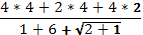 4 * 4 + 2 * 4 + 4 * 2
1 + 6 + √2 + 1